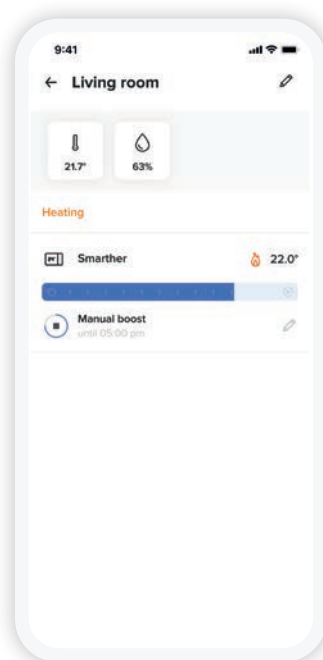 9:41
Living room
21.7°
63%
Heating
Smarther
22.0°
Manual boost
until 05:00 pm